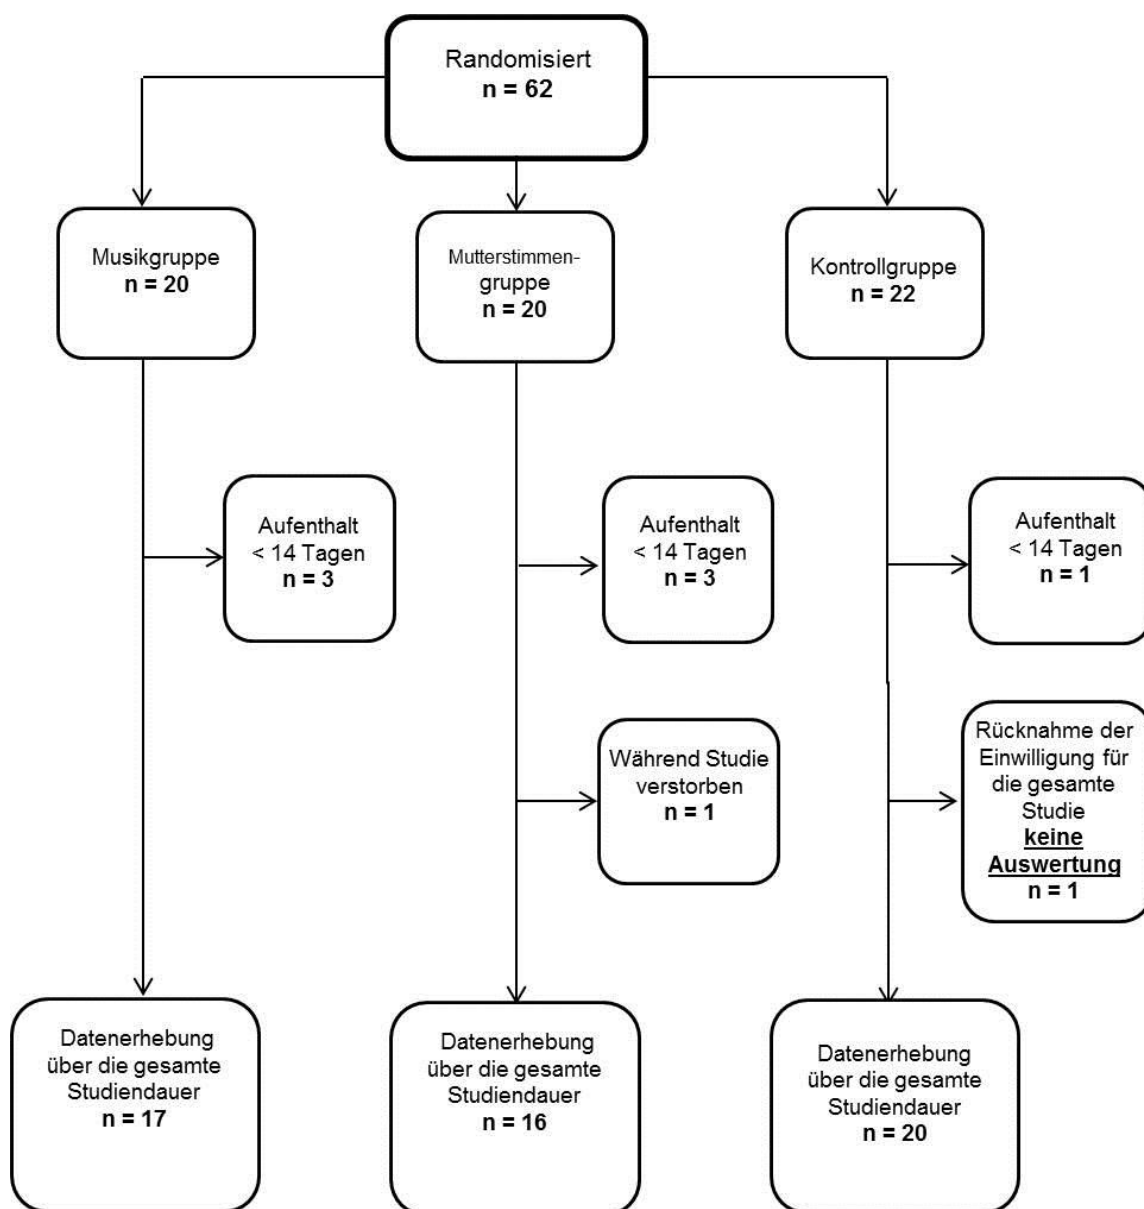 Randomisiert
n = 62
Musikgruppe
n = 20
Mutterstimmen-
gruppe
n = 20
Kontrollgruppe
n = 22
Aufenthalt
< 14 Tagen
n = 3
Aufenthalt
< 14 Tagen
n = 3
Aufenthalt
< 14 Tagen
n = 1
Während Studie
verstorben
n = 1
Rücknahme der
Einwilligung für
die gesamte
Studie
keine
Auswertung
n = 1
Datenerhebung
über die gesamte
Studiendauer
n = 17
Datenerhebung
über die gesamte
Studiendauer
n = 16
Datenerhebung
über die gesamte
Studiendauer
n = 20